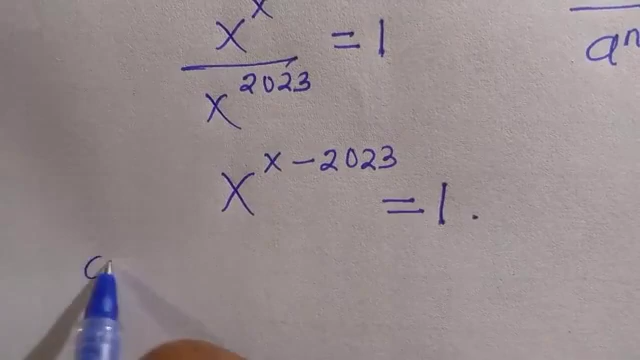 x^x / x^2023 = 1
a^n
x^(x-2023) = 1.